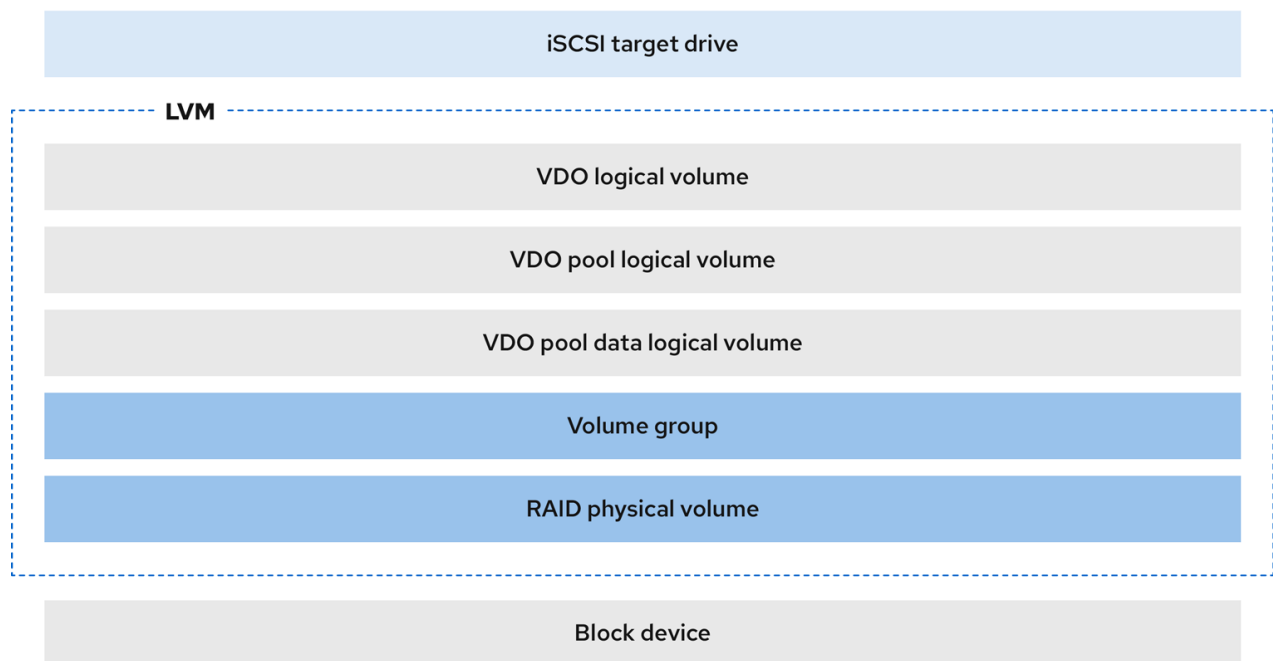 iSCSI target drive
LVM
VDO logical volume
VDO pool logical volume
VDO pool data logical volume
Volume group
RAID physical volume
Block device